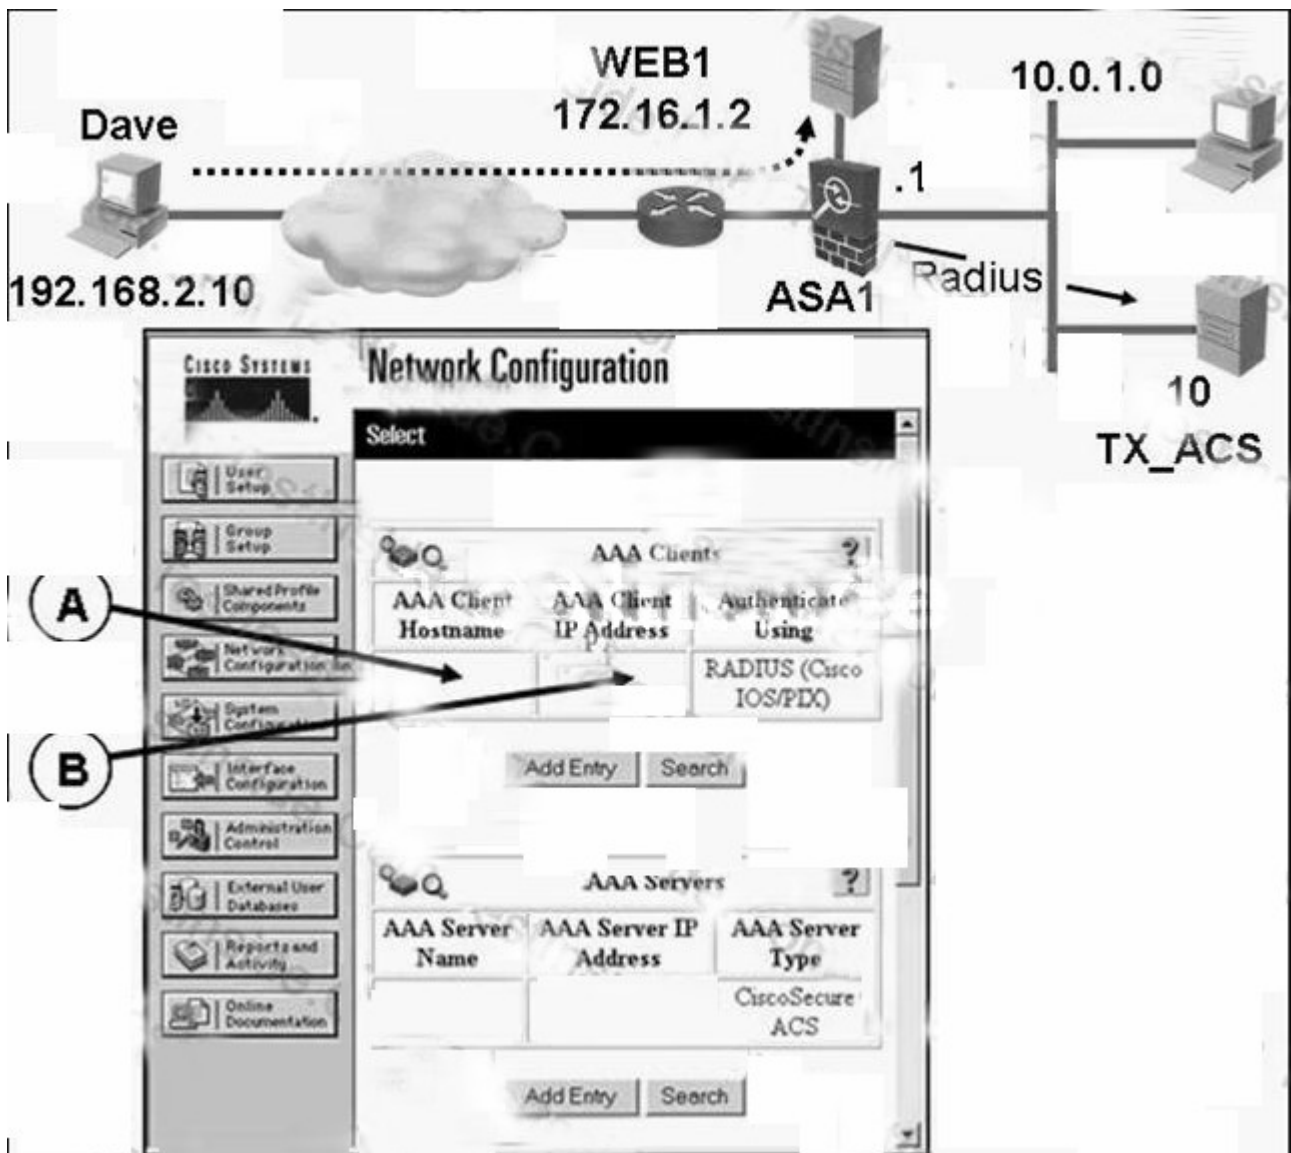 WEB1
172.16.1.2
10.0.1.0
Dave
.1
192.168.2.10
ASA1
Radius
10
TX_ACS
CISCO SYSTEMS
Network Configuration
Select
User Setup
Group Setup
Shared Profile Components
Network Configuration
System Configuration
Interface Configuration
Administration Control
External User Databases
Reports and Activity
Online Documentation
A
B
AAA Clients
?
AAA Client Hostname
AAA Client IP Address
Authenticate Using
RADIUS (Cisco IOS/PIX)
Add Entry
Search
AAA Servers
?
AAA Server Name
AAA Server IP Address
AAA Server Type
CiscoSecure ACS
Add Entry
Search